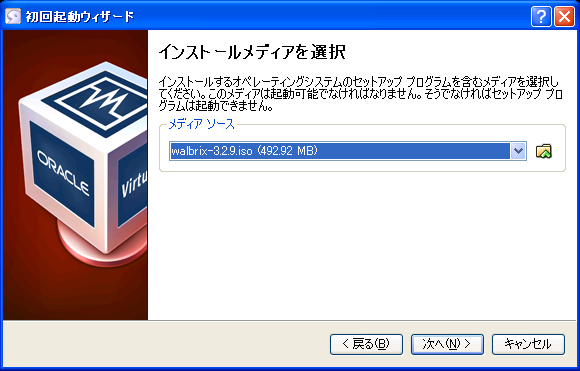 初回起動ウィザード
インストールメディアを選択
インストールするオペレーティングシステムのセットアップ プログラムを含むメディアを選択し
てください。このメディアは起動可能でなければなりません。そうでなければセットアップ プロ
グラムは起動できません。
メディア ソース
walbrix-3.2.9.iso (492.92 MB)
ORACLE
Virtu
< 戻る(B)
次へ(N) >
キャンセル